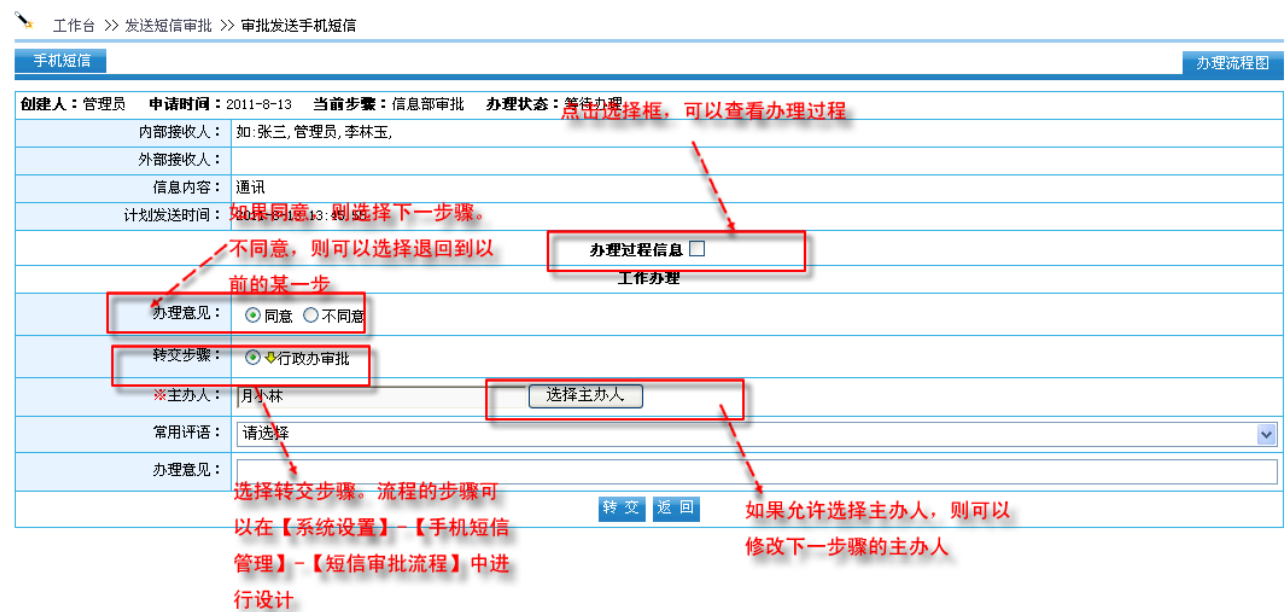 工作台 >> 发送短信审批 >> 审批发送手机短信
手机短信
办理流程图
创建人：管理员 申请时间：2011-8-13 当前步骤：信息部审批 办理状态：等待办理
点击选择框，可以查看办理过程
内部接收人： 如:张三,管理员,李林玉,
外部接收人：
信息内容： 通讯
计划发送时间：
如果同意，则选择下一步骤。
不同意，则可以选择退回到以
前的某一步
办理过程信息
工作办理
办理意见： 同意 不同意
转交步骤： 行政办审批
※主办人： 月小林 选择主办人
常用评语： 请选择
办理意见：
转 交 返 回
选择转交步骤。流程的步骤可
以在【系统设置】-【手机短信
管理】-【短信审批流程】中进
行设计
如果允许选择主办人，则可以
修改下一步骤的主办人